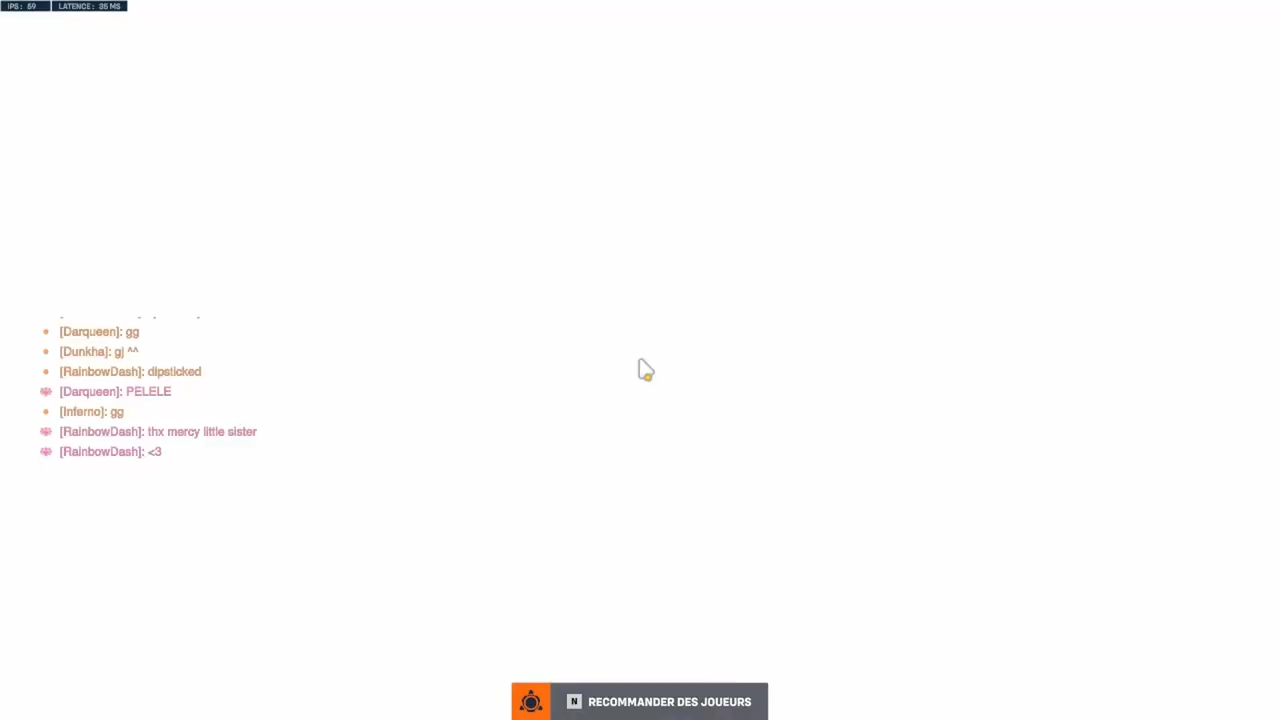 IPS: 59
LATENCE: 35 MS
[Darqueen]: gg
[Dunkha]: gj ^^
[RainbowDash]: dipsticked
[Darqueen]: PELELE
[Inferno]: gg
[RainbowDash]: thx mercy little sister
[RainbowDash]: <3
N RECOMMANDER DES JOUEURS